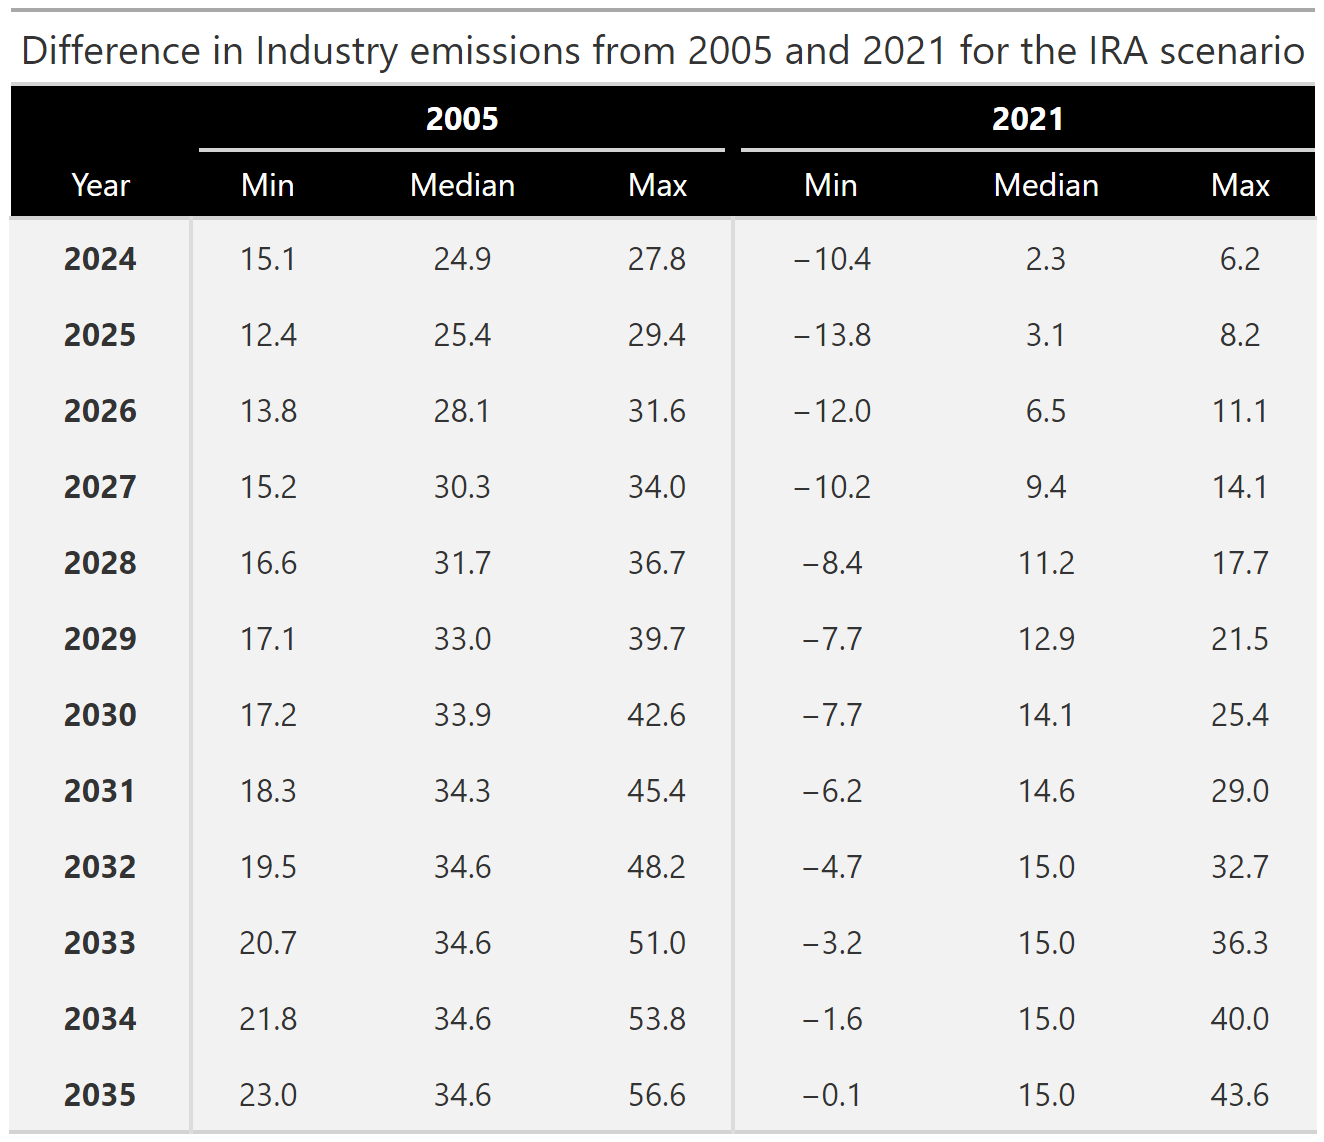 Difference in Industry emissions from 2005 and 2021 for the IRA scenario
2005 2021
Year Min Median Max Min Median Max
2024 15.1 24.9 27.8 −10.4 2.3 6.2
2025 12.4 25.4 29.4 −13.8 3.1 8.2
2026 13.8 28.1 31.6 −12.0 6.5 11.1
2027 15.2 30.3 34.0 −10.2 9.4 14.1
2028 16.6 31.7 36.7 −8.4 11.2 17.7
2029 17.1 33.0 39.7 −7.7 12.9 21.5
2030 17.2 33.9 42.6 −7.7 14.1 25.4
2031 18.3 34.3 45.4 −6.2 14.6 29.0
2032 19.5 34.6 48.2 −4.7 15.0 32.7
2033 20.7 34.6 51.0 −3.2 15.0 36.3
2034 21.8 34.6 53.8 −1.6 15.0 40.0
2035 23.0 34.6 56.6 −0.1 15.0 43.6